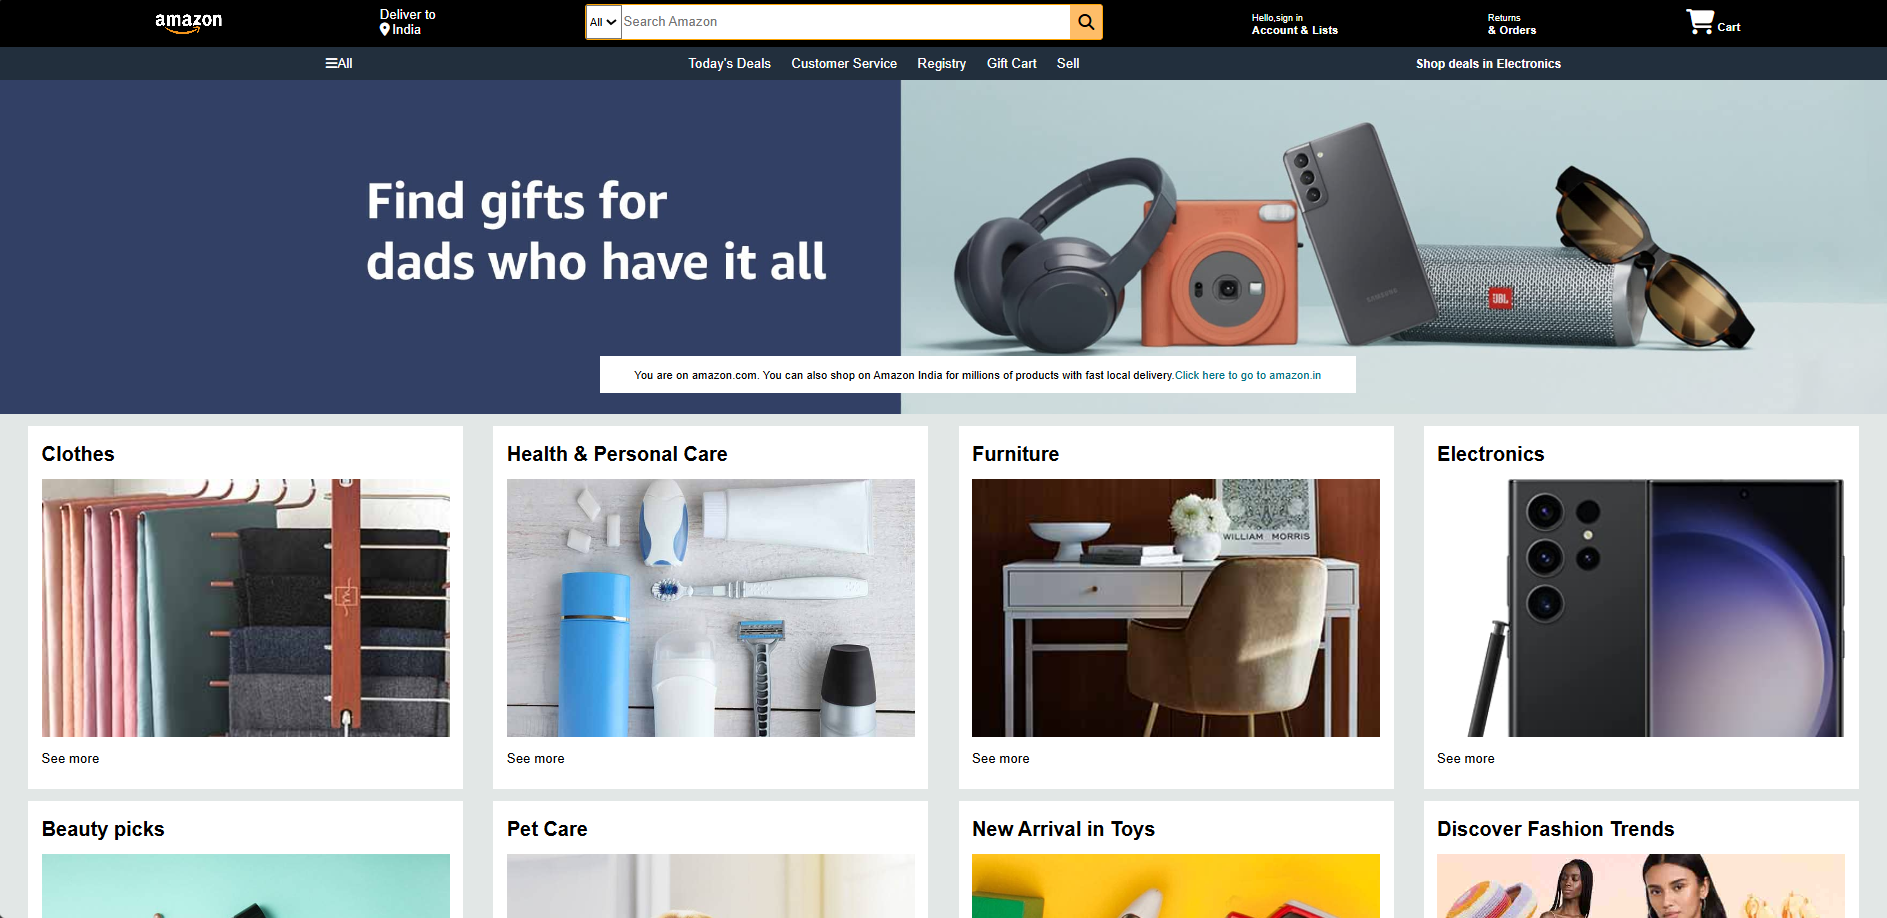 amazon
Deliver to
India
All
Search Amazon
Hello,sign in
Account & Lists
Returns
& Orders
Cart
All
Today's Deals
Customer Service
Registry
Gift Cart
Sell
Shop deals in Electronics
Find gifts for
dads who have it all
SAMSUNG
JBL
You are on amazon.com. You can also shop on Amazon India for millions of products with fast local delivery.Click here to go to amazon.in
Clothes
Health & Personal Care
Furniture
Electronics
WILLIAM MORRIS
See more
See more
See more
See more
Beauty picks
Pet Care
New Arrival in Toys
Discover Fashion Trends